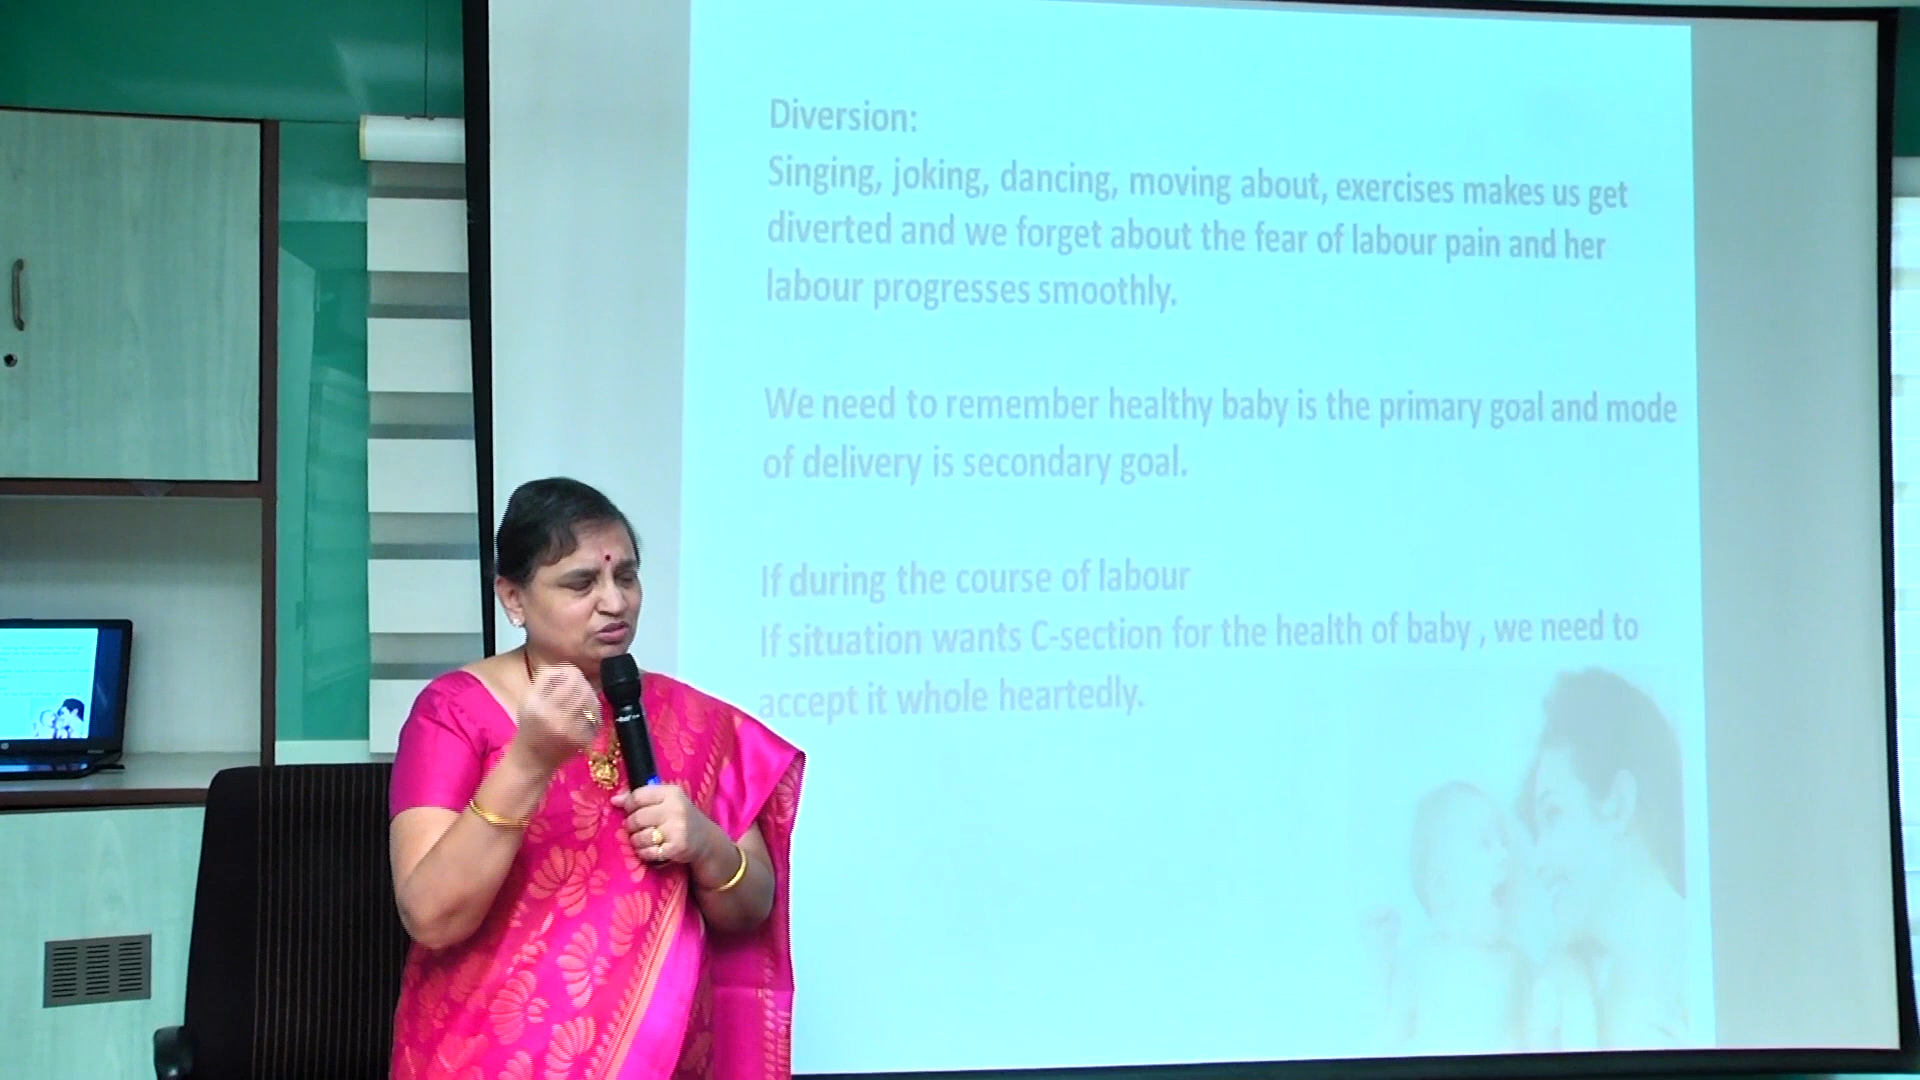 Diversion:
Singing, joking, dancing, moving about, exercises makes us get
diverted and we forget about the fear of labour pain and her
labour progresses smoothly.
We need to remember healthy baby is the primary goal and mode
of delivery is secondary goal.
If during the course of labour
If situation wants C-section for the health of baby , we need to
accept it whole heartedly.